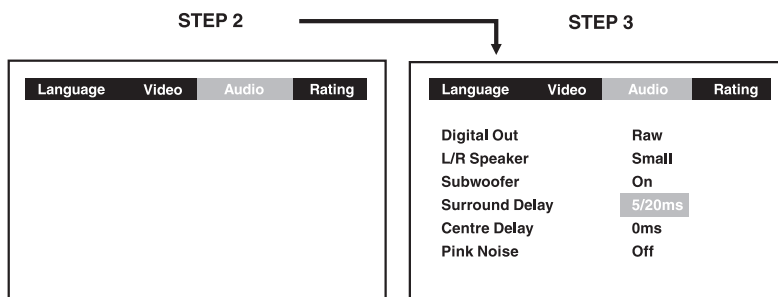 STEP 2
STEP 3
Language Video Audio Rating
Language Video Audio Rating
Digital Out Raw
L/R Speaker Small
Subwoofer On
Surround Delay 5/20ms
Centre Delay 0ms
Pink Noise Off